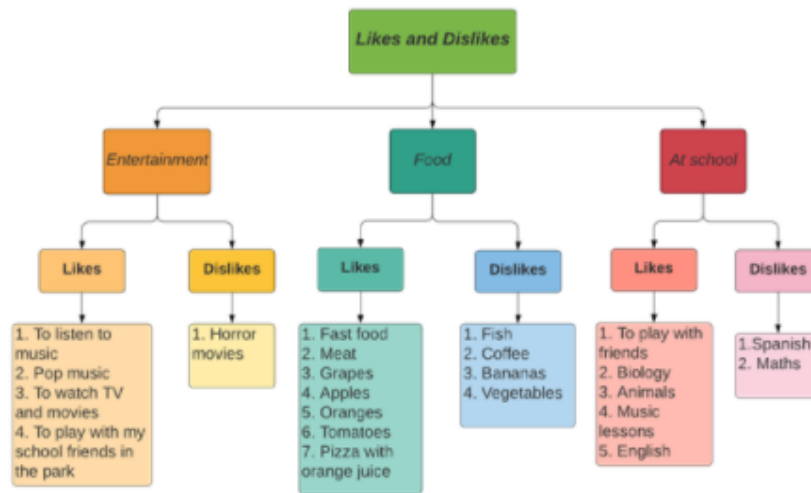 Likes and Dislikes
Entertainment
Food
At school
Likes
Dislikes
Likes
Dislikes
Likes
Dislikes
1. To listen to
music
2. Pop music
3. To watch TV
and movies
4. To play with my
school friends in
the park
1. Horror
movies
1. Fast food
2. Meat
3. Grapes
4. Apples
5. Oranges
6. Tomatoes
7. Pizza with
orange juice
1. Fish
2. Coffee
3. Bananas
4. Vegetables
1. To play with
friends
2. Biology
3. Animals
4. Music
lessons
5. English
1.Spanish
2. Maths